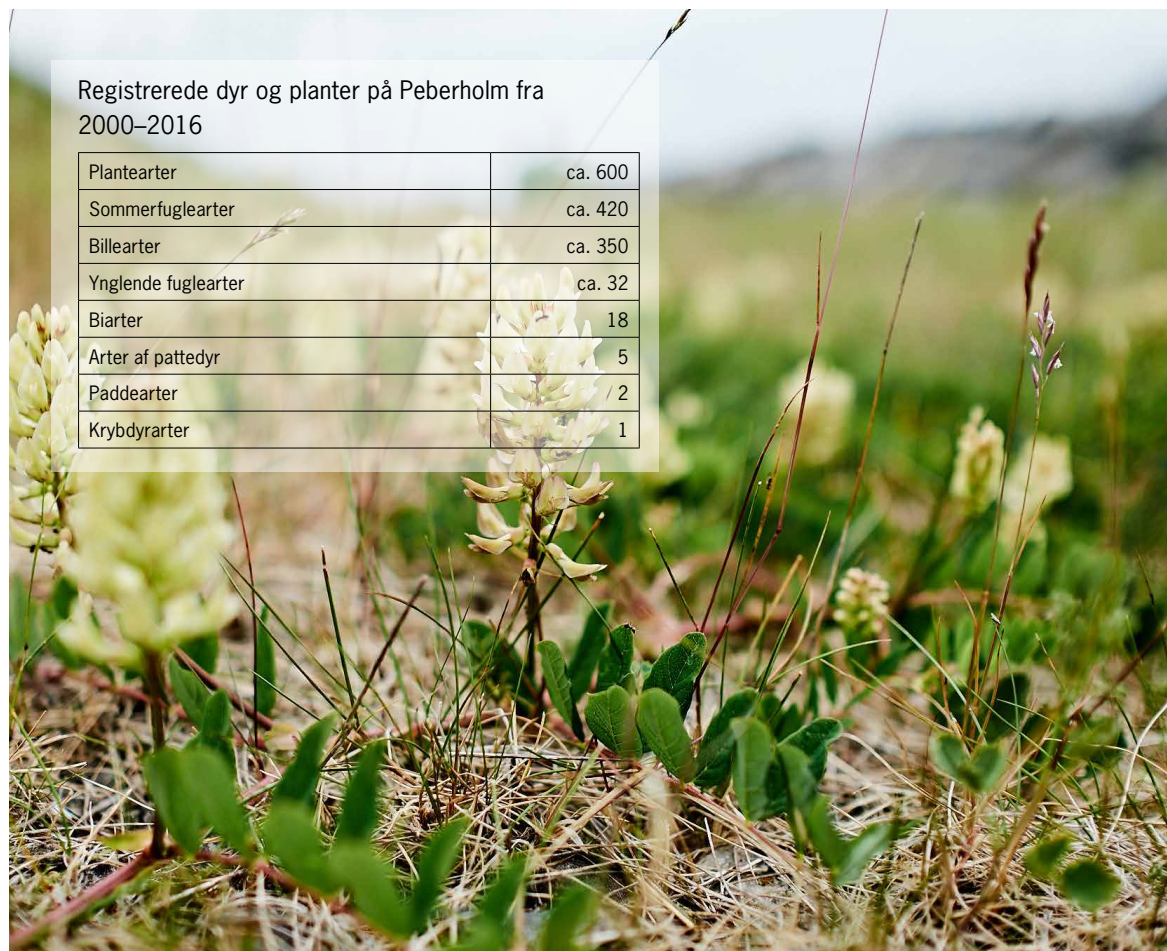 Registrerede dyr og planter på Peberholm fra
2000–2016
Plantearter ca. 600
Sommerfuglearter ca. 420
Billearter ca. 350
Ynglende fuglearter ca. 32
Biarter 18
Arter af pattedyr 5
Paddearter 2
Krybdyrarter 1